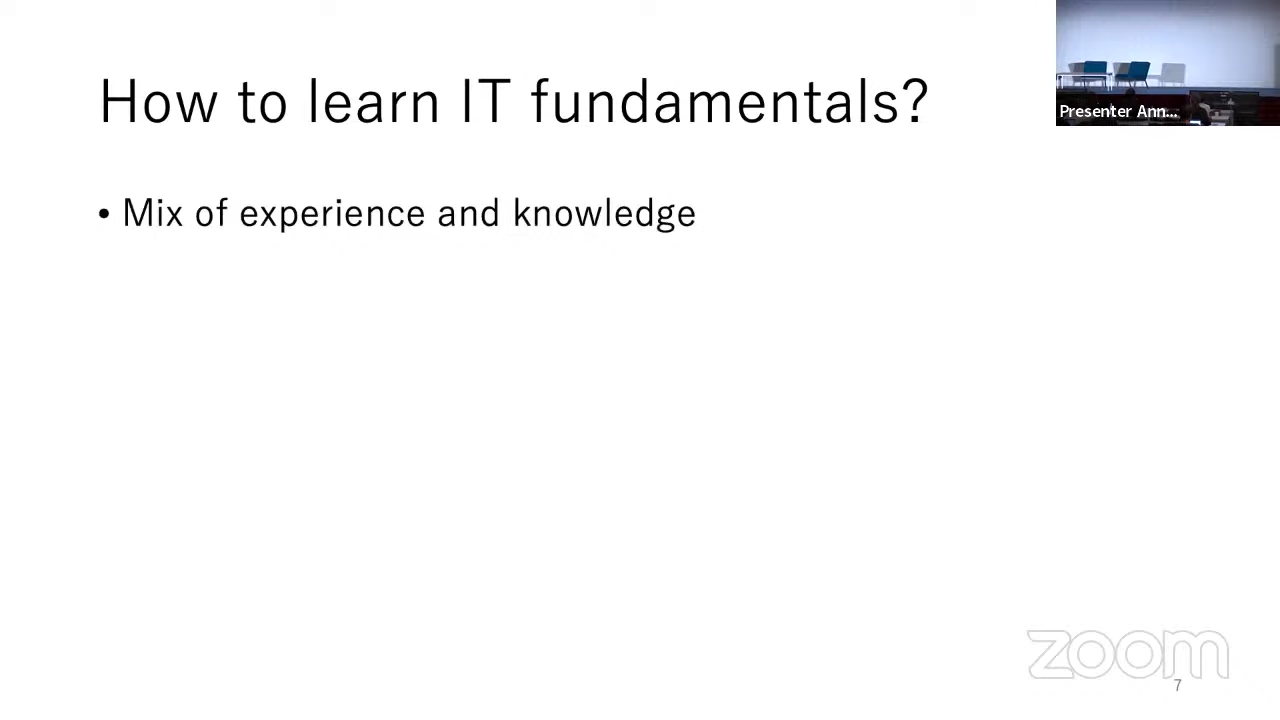 How to learn IT fundamentals?
Presenter Ann...
• Mix of experience and knowledge
zoom
7